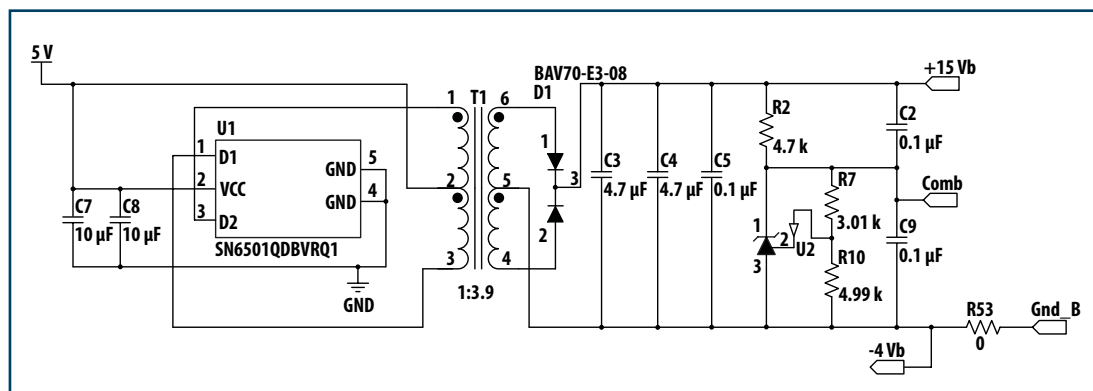 5 V
U1
1
D1
2
VCC
3
D2
GND
5
GND
4
SN6501QDBVRQ1
C7
10 µF
C8
10 µF
GND
1
T1
6
2
5
3
4
1:3.9
BAV70-E3-08
D1
1
3
2
C3
4.7 µF
C4
4.7 µF
C5
0.1 µF
R2
4.7 k
1
2
3
U2
R7
3.01 k
R10
4.99 k
C2
0.1 µF
C9
0.1 µF
+15 Vb
Comb
R53
0
Gnd_B
-4 Vb